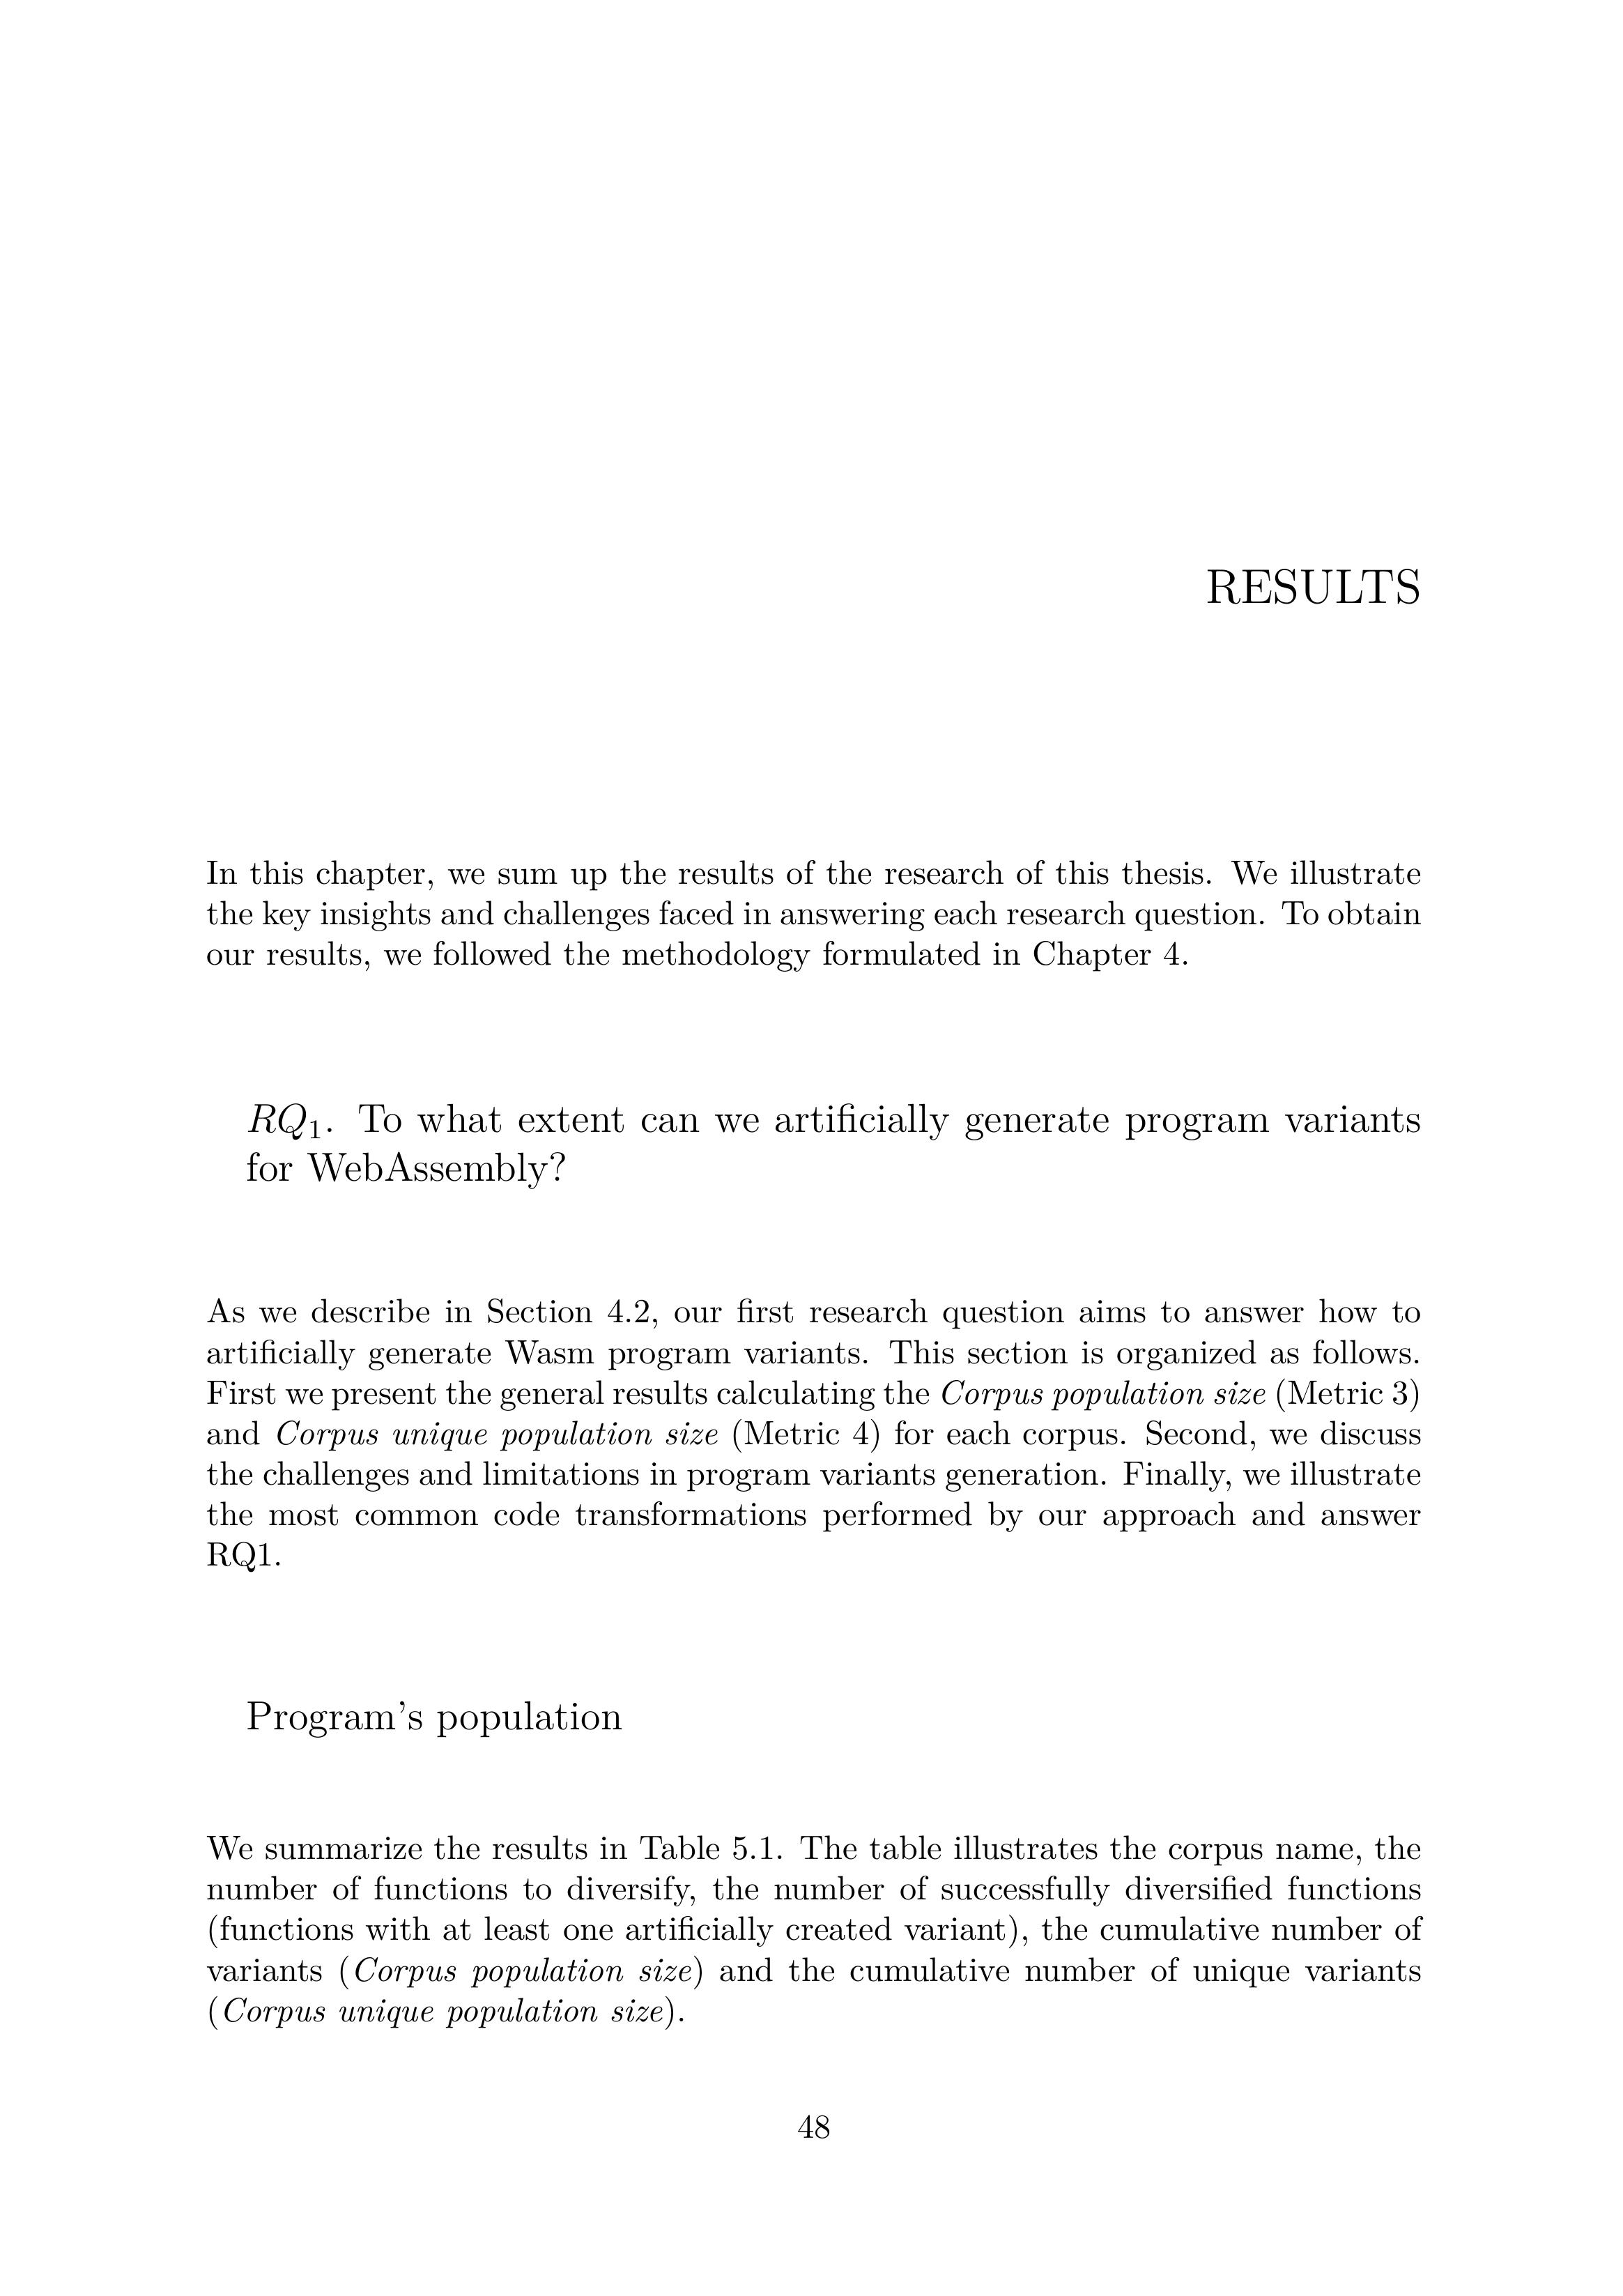 RESULTS
In this chapter, we sum up the results of the research of this thesis. We illustrate
the key insights and challenges faced in answering each research question. To obtain
our results, we followed the methodology formulated in Chapter 4.
RQ1. To what extent can we artificially generate program variants
for WebAssembly?
As we describe in Section 4.2, our first research question aims to answer how to
artificially generate Wasm program variants. This section is organized as follows.
First we present the general results calculating the Corpus population size (Metric 3)
and Corpus unique population size (Metric 4) for each corpus. Second, we discuss
the challenges and limitations in program variants generation. Finally, we illustrate
the most common code transformations performed by our approach and answer
RQ1.
Program's population
We summarize the results in Table 5.1. The table illustrates the corpus name, the
number of functions to diversify, the number of successfully diversified functions
(functions with at least one artificially created variant), the cumulative number of
variants (Corpus population size) and the cumulative number of unique variants
(Corpus unique population size).
48